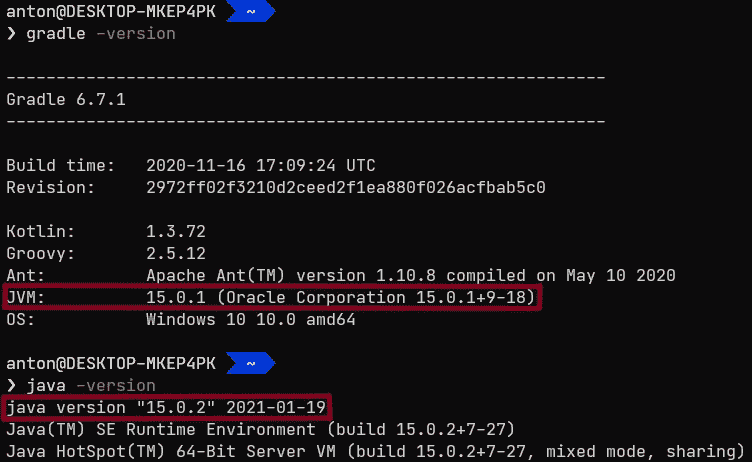 anton@DESKTOP-MKEP4PK ~
❯ gradle -version
------------------------------------------------------------
Gradle 6.7.1
------------------------------------------------------------
Build time: 2020-11-16 17:09:24 UTC
Revision: 2972ff02f3210d2ceed2f1ea880f026acfbab5c0
Kotlin: 1.3.72
Groovy: 2.5.12
Ant: Apache Ant(TM) version 1.10.8 compiled on May 10 2020
JVM: 15.0.1 (Oracle Corporation 15.0.1+9-18)
OS: Windows 10 10.0 amd64
anton@DESKTOP-MKEP4PK ~
❯ java -version
java version "15.0.2" 2021-01-19
Java(TM) SE Runtime Environment (build 15.0.2+7-27)
Java HotSpot(TM) 64-Bit Server VM (build 15.0.2+7-27, mixed mode, sharing)